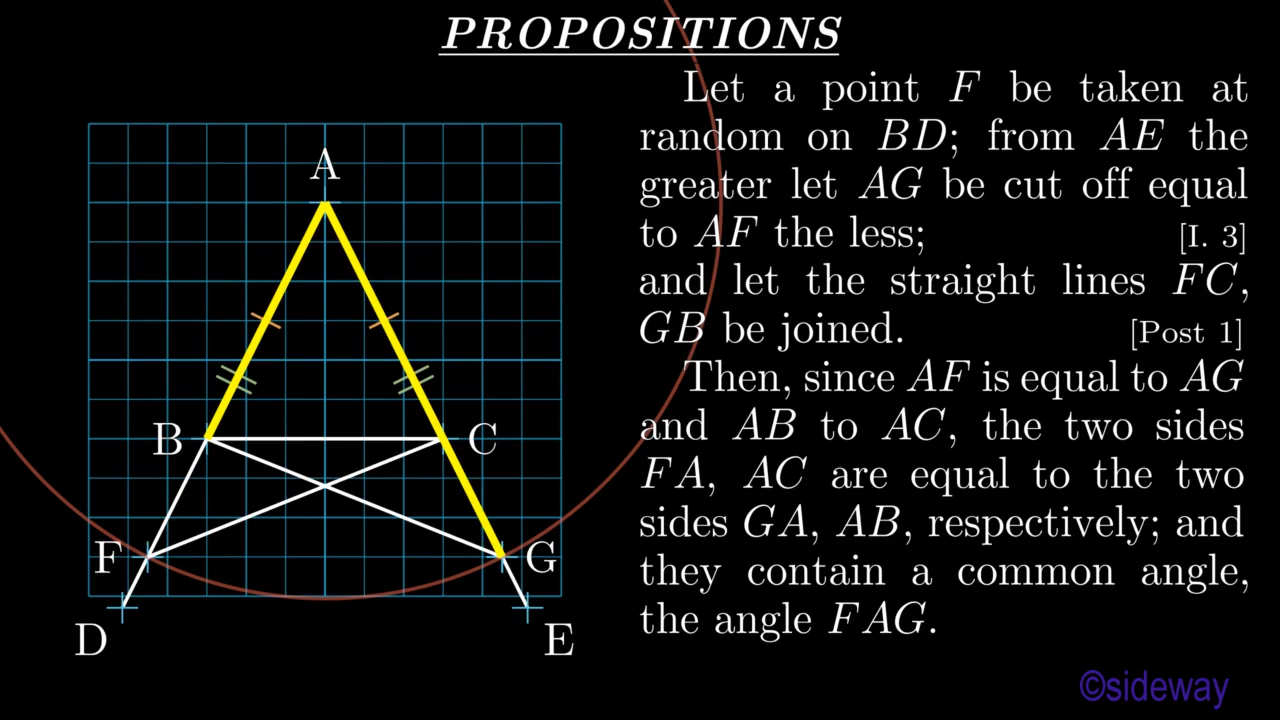 PROPOSITIONS
Let a point F be taken at
random on BD; from AE the
greater let AG be cut off equal
to AF the less; [I. 3]
and let the straight lines FC,
GB be joined. [Post 1]
Then, since AF is equal to AG
and AB to AC, the two sides
FA, AC are equal to the two
sides GA, AB, respectively; and
they contain a common angle,
the angle FAG.
A
B
C
F
G
D
E
©sideway